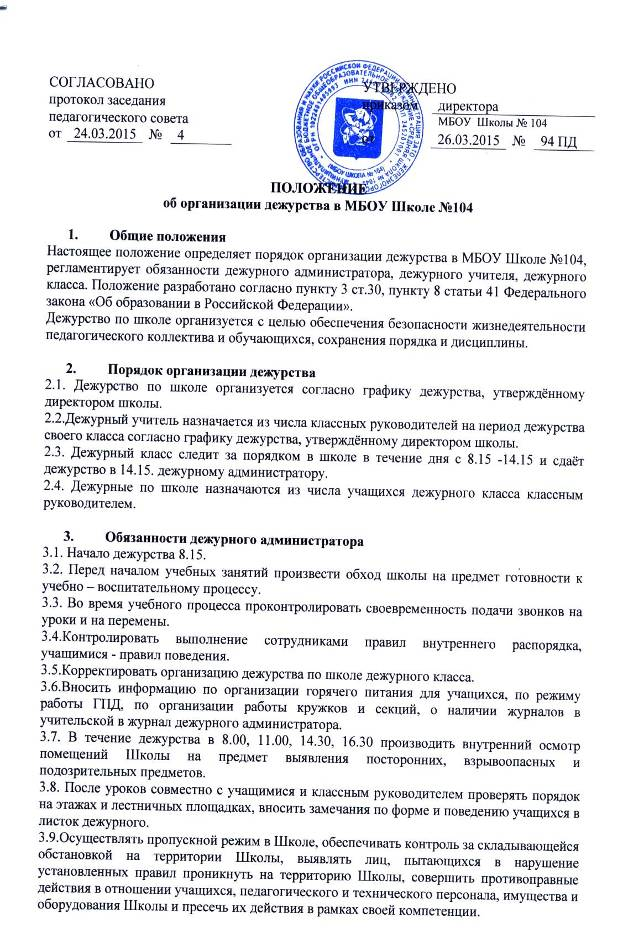 СОГЛАСОВАНО
протокол заседания
педагогического совета
от 24.03.2015 № 4
УТВЕРЖДЕНО
приказом директора
МБОУ Школы № 104
от 26.03.2015 № 94 ПД
(МБОУ ШКОЛА № 104)
ПОЛОЖЕНИЕ
об организации дежурства в МБОУ Школе №104
1. Общие положения
Настоящее положение определяет порядок организации дежурства в МБОУ Школе №104,
регламентирует обязанности дежурного администратора, дежурного учителя, дежурного
класса. Положение разработано согласно пункту 3 ст.30, пункту 8 статьи 41 Федерального
закона «Об образовании в Российской Федерации».
Дежурство по школе организуется с целью обеспечения безопасности жизнедеятельности
педагогического коллектива и обучающихся, сохранения порядка и дисциплины.
2. Порядок организации дежурства
2.1. Дежурство по школе организуется согласно графику дежурства, утверждённому
директором школы.
2.2.Дежурный учитель назначается из числа классных руководителей на период дежурства
своего класса согласно графику дежурства, утверждённому директором школы.
2.3. Дежурный класс следит за порядком в школе в течение дня с 8.15 -14.15 и сдаёт
дежурство в 14.15. дежурному администратору.
2.4. Дежурные по школе назначаются из числа учащихся дежурного класса классным
руководителем.
3. Обязанности дежурного администратора
3.1. Начало дежурства 8.15.
3.2. Перед началом учебных занятий произвести обход школы на предмет готовности к
учебно – воспитательному процессу.
3.3. Во время учебного процесса проконтролировать своевременность подачи звонков на
уроки и на перемены.
3.4.Контролировать выполнение сотрудниками правил внутреннего распорядка,
учащимися - правил поведения.
3.5.Корректировать организацию дежурства по школе дежурного класса.
3.6.Вносить информацию по организации горячего питания для учащихся, по режиму
работы ГПД, по организации работы кружков и секций, о наличии журналов в
учительской в журнал дежурного администратора.
3.7. В течение дежурства в 8.00, 11.00, 14.30, 16.30 производить внутренний осмотр
помещений Школы на предмет выявления посторонних, взрывоопасных и
подозрительных предметов.
3.8. После уроков совместно с учащимися и классным руководителем проверять порядок
на этажах и лестничных площадках, вносить замечания по форме и поведению учащихся в
листок дежурного.
3.9.Осуществлять пропускной режим в Школе, обеспечивать контроль за складывающейся
обстановкой на территории Школы, выявлять лиц, пытающихся в нарушение
установленных правил проникнуть на территорию Школы, совершить противоправные
действия в отношении учащихся, педагогического и технического персонала, имущества и
оборудования Школы и пресечь их действия в рамках своей компетенции.